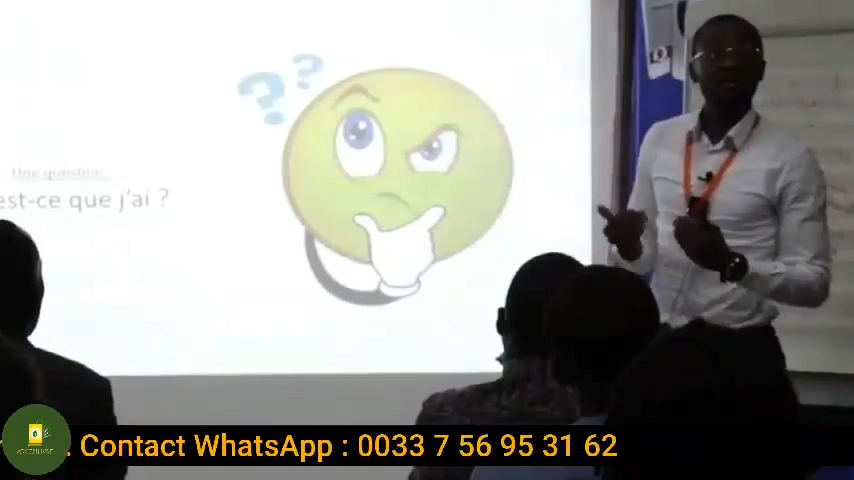 Une question
est-ce que j'ai ?
??
. Contact WhatsApp : 0033 7 56 95 31 62